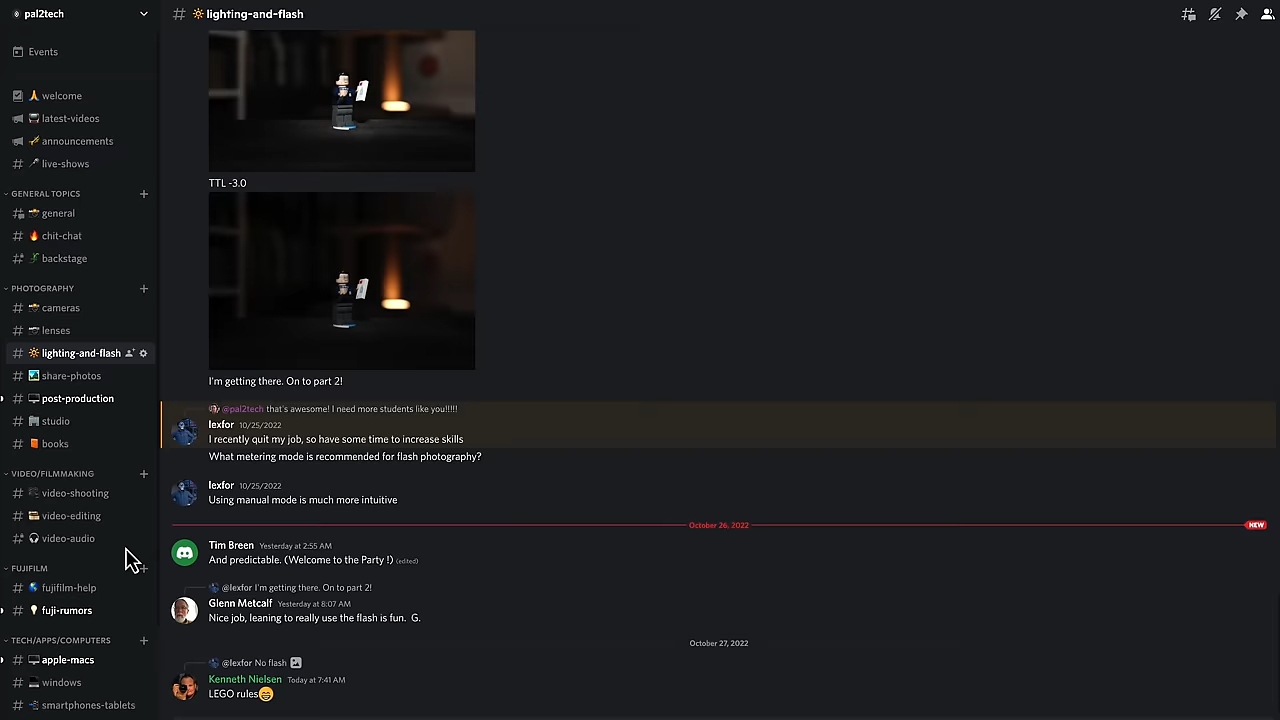 pal2tech
Events
welcome
latest-videos
announcements
live-shows
GENERAL TOPICS
general
chit-chat
backstage
PHOTOGRAPHY
cameras
lenses
lighting-and-flash
share-photos
post-production
studio
books
VIDEO/FILMMAKING
video-shooting
video-editing
video-audio
FUJIFILM
fujifilm-help
fuji-rumors
TECH/APPS/COMPUTERS
apple-macs
windows
smartphones-tablets
lighting-and-flash
TTL -3.0
I'm getting there. On to part 2!
@pal2tech that's awesome! I need more students like you!!!!!
lexfor 10/25/2022
I recently quit my job, so have some time to increase skills
What metering mode is recommended for flash photography?
lexfor 10/25/2022
Using manual mode is much more intuitive
October 26, 2022 NEW
Tim Breen Yesterday at 2:55 AM
And predictable. (Welcome to the Party !) (edited)
@lexfor I'm getting there. On to part 2!
Glenn Metcalf Yesterday at 8:07 AM
Nice job, leaning to really use the flash is fun. G.
October 27, 2022
@lexfor No flash
Kenneth Nielsen Today at 7:41 AM
LEGO rules😄